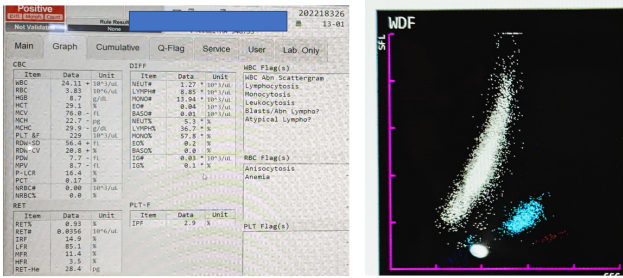 Positive
Diff. Morph. Count
Not Validated
Rule Result
None
202218326
13-01
Main Graph Cumulative Q-Flag Service User Lab. Only
CBC
Item Data Unit
WBC 24.11 + 10^3/uL
RBC 3.83 10^6/uL
HGB 8.7 g/dL
HCT 29.1 %
MCV 76.0 - fL
MCH 22.7 - pg
MCHC 29.9 - g/dL
PLT &F 229 10^3/uL
RDW-SD 56.4 + fL
RDW-CV 20.8 + %
PDW 7.7 - fL
MPV 8.7 - fL
P-LCR 16.4 %
PCT 0.17 %
NRBC# 0.00 10^3/uL
NRBC% 0.0 %
RET
Item Data Unit
RET% 0.93 %
RET# 0.0356 10^6/uL
IRF 14.9 %
LFR 85.1 %
MFR 11.4 %
HFR 3.5 %
RET-He 28.4 pg
DIFF
Item Data Unit
NEUT# 1.27 * 10^3/uL
LYMPH# 8.85 * 10^3/uL
MONO# 13.94 * 10^3/uL
EO# 0.04 10^3/uL
BASO# 0.01 10^3/uL
NEUT% 5.3 * %
LYMPH% 36.7 * %
MONO% 57.8 * %
EO% 0.2 %
BASO% 0.0 %
IG# 0.03 * 10^3/uL
IG% 0.1 * %
PLT-F
Item Data Unit
IPF 2.9 %
WBC Flag(s)
WBC Abn Scattergram
Lymphocytosis
Monocytosis
Leukocytosis
Blasts/Abn Lympho?
Atypical Lympho?
RBC Flag(s)
Anisocytosis
Anemia
PLT Flag(s)
WDF
SFL
SSC